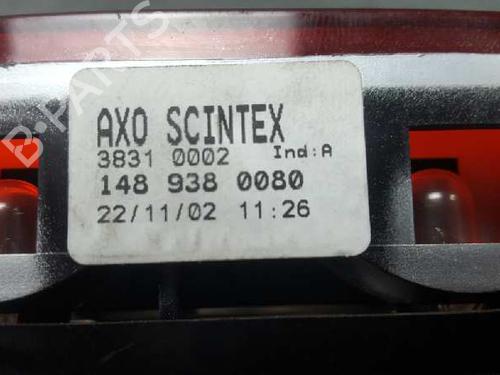 B-PARTS
AXO SCINTEX
3831 0002 Ind:A
148 938 0080
22/11/02 11:26